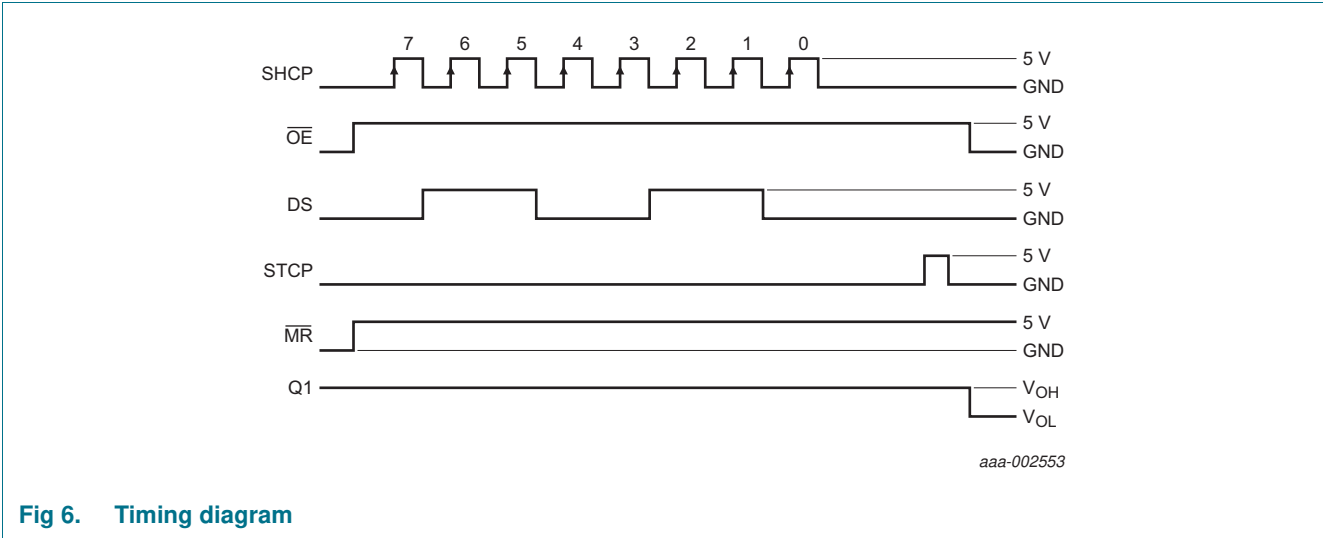 7 6 5 4 3 2 1 0
SHCP 5 V
GND
OE 5 V
GND
DS 5 V
GND
STCP 5 V
GND
MR 5 V
GND
Q1 VOH
VOL
aaa-002553
Fig 6. Timing diagram